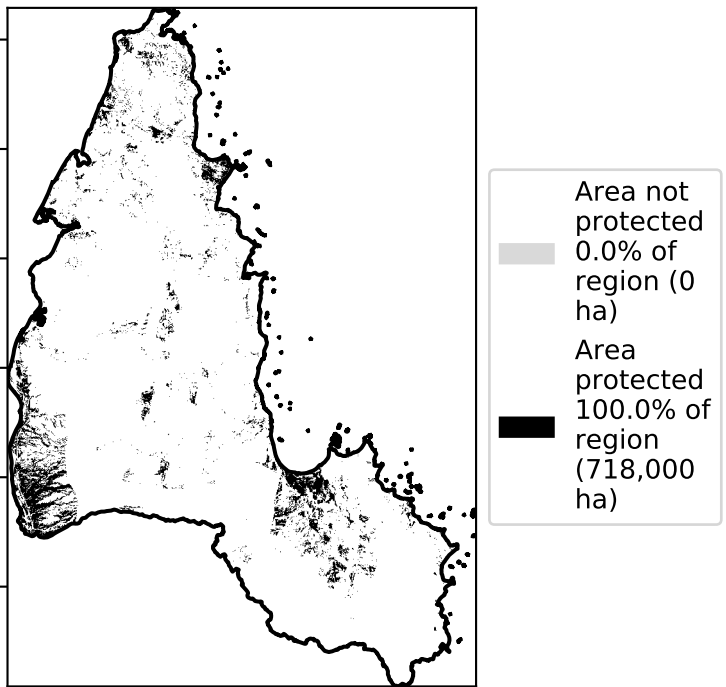 Area not
protected
0.0% of
region (0
ha)
Area
protected
100.0% of
region
(718,000
ha)